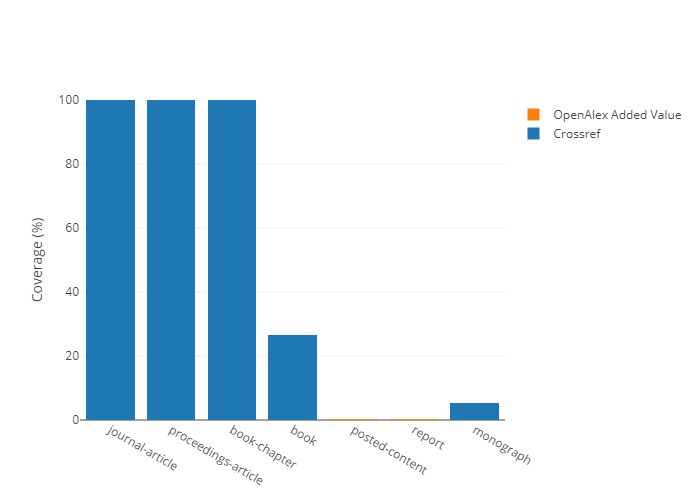 100
80
60
40
20
0
Coverage (%)
journal-article
proceedings-article
book-chapter
book
posted-content
report
monograph
OpenAlex Added Value
Crossref